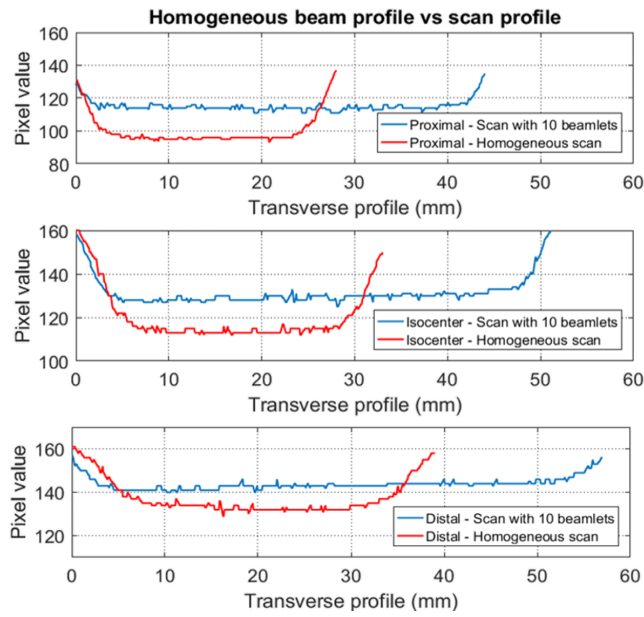 Homogeneous beam profile vs scan profile
160
140
120
100
80
Pixel value
Proximal - Scan with 10 beamlets
Proximal - Homogeneous scan
0 10 20 30 40 50 60
Transverse profile (mm)
160
140
120
100
Pixel value
Isocenter - Scan with 10 beamlets
Isocenter - Homogeneous scan
0 10 20 30 40 50 60
Transverse profile (mm)
160
140
120
Pixel value
Distal - Scan with 10 beamlets
Distal - Homogeneous scan
0 10 20 30 40 50 60
Transverse profile (mm)